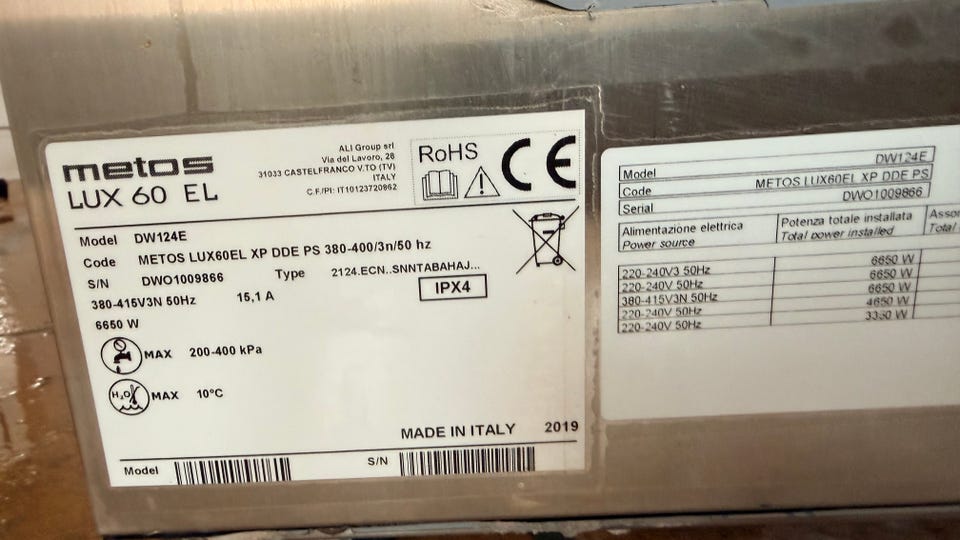 metos
LUX 60 EL
ALI Group srl
Via del Lavoro, 28
31033 CASTELFRANCO V.TO (TV)
ITALY
C.F./PI: IT10123720862
RoHS
CE
Model DW124E
Code METOS LUX60EL XP DDE PS 380-400/3n/50 hz
S/N DWO1009866 Type 2124.ECN..SNNTABAHAJ...
380-415V3N 50Hz 15,1 A IPX4
6650 W
MAX 200-400 kPa
H₂O MAX 10°C
MADE IN ITALY 2019
Model S/N
Model DW124E
Code METOS LUX60EL XP DDE PS
Serial DWO1009866
Alimentazione elettrica Potenza totale installata
Power source Total power installed Total
220-240V3 50Hz 6650 W
220-240V 50Hz 6650 W
380-415V3N 50Hz 6650 W
220-240V 50Hz 4650 W
220-240V 50Hz